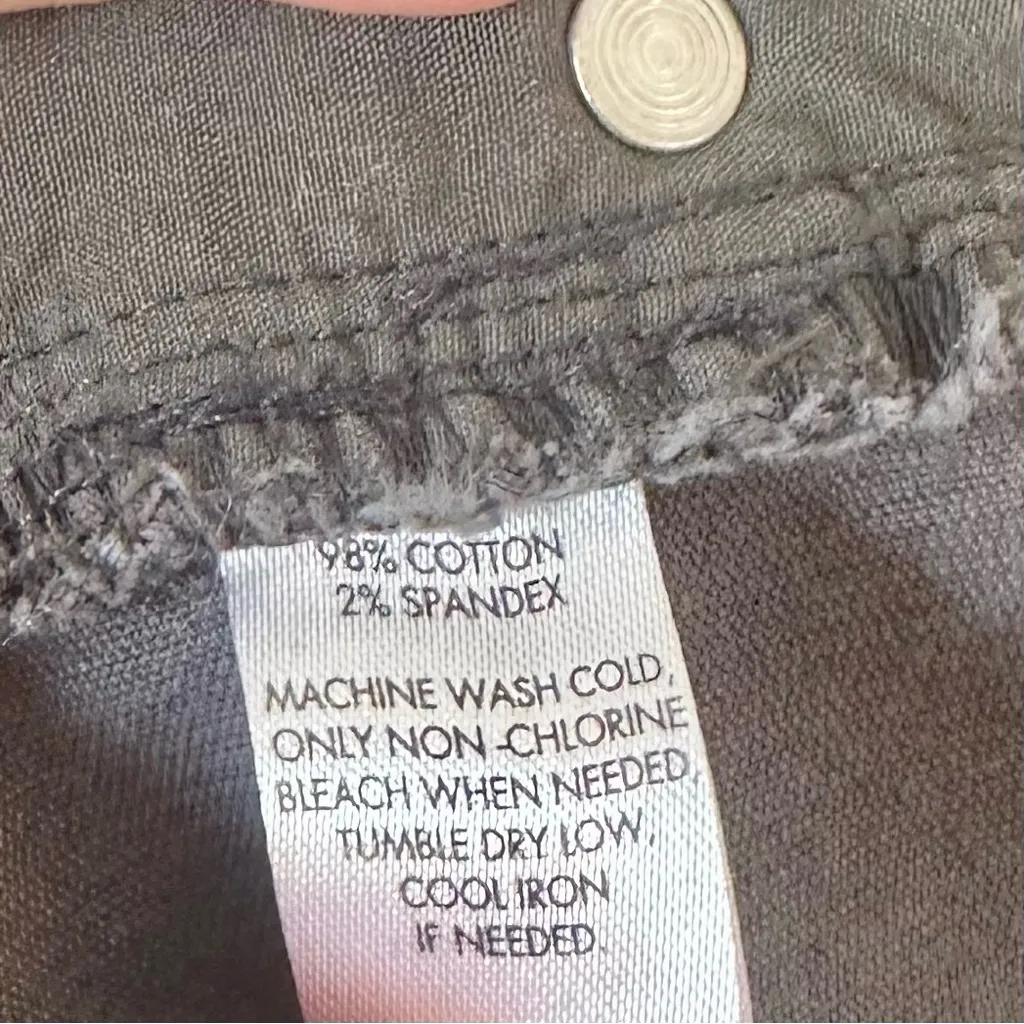 98% COTTON
2% SPANDEX
MACHINE WASH COLD,
ONLY NON-CHLORINE
BLEACH WHEN NEEDED,
TUMBLE DRY LOW,
COOL IRON
IF NEEDED.